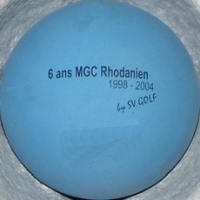 6 ans MGC Rhodanien
1998 - 2004
by SV GOLF